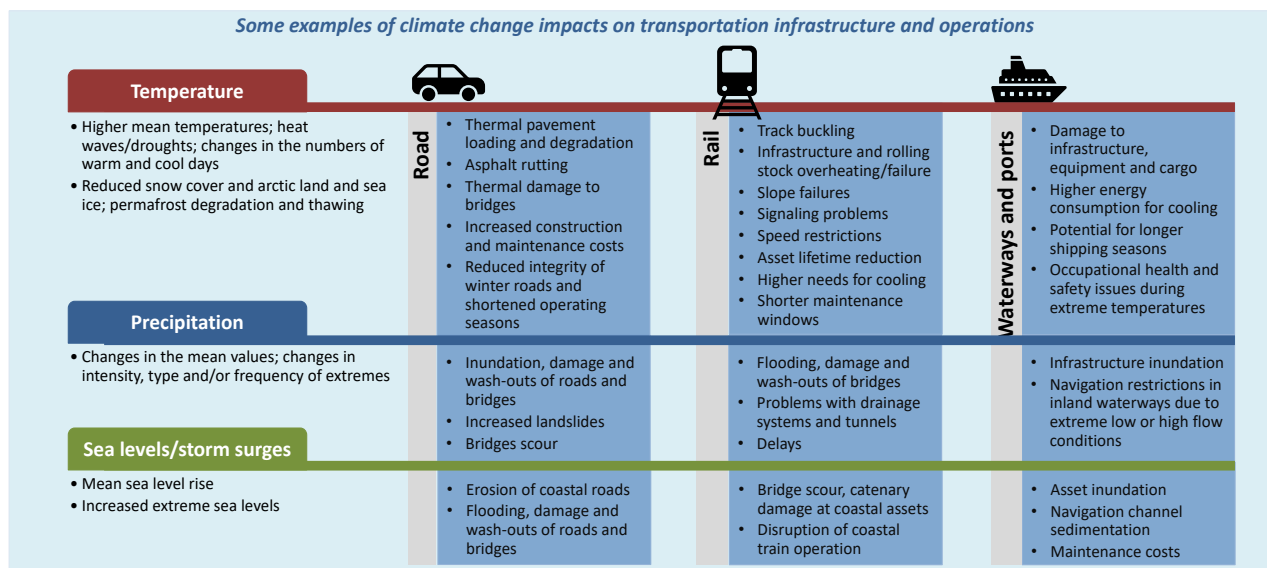 Some examples of climate change impacts on transportation infrastructure and operations
Temperature
• Higher mean temperatures; heat
waves/droughts; changes in the numbers of
warm and cool days
• Reduced snow cover and arctic land and sea
ice; permafrost degradation and thawing
Road
• Thermal pavement
loading and degradation
• Asphalt rutting
• Thermal damage to
bridges
• Increased construction
and maintenance costs
• Reduced integrity of
winter roads and
shortened operating
seasons
Rail
• Track buckling
• Infrastructure and rolling
stock overheating/failure
• Slope failures
• Signaling problems
• Speed restrictions
• Asset lifetime reduction
• Higher needs for cooling
• Shorter maintenance
windows
Waterways and ports
• Damage to
infrastructure,
equipment and cargo
• Higher energy
consumption for cooling
• Potential for longer
shipping seasons
• Occupational health and
safety issues during
extreme temperatures
Precipitation
• Changes in the mean values; changes in
intensity, type and/or frequency of extremes
• Inundation, damage and
wash-outs of roads and
bridges
• Increased landslides
• Bridges scour
• Flooding, damage and
wash-outs of bridges
• Problems with drainage
systems and tunnels
• Delays
• Infrastructure inundation
• Navigation restrictions in
inland waterways due to
extreme low or high flow
conditions
Sea levels/storm surges
• Mean sea level rise
• Increased extreme sea levels
• Erosion of coastal roads
• Flooding, damage and
wash-outs of roads and
bridges
• Bridge scour, catenary
damage at coastal assets
• Disruption of coastal
train operation
• Asset inundation
• Navigation channel
sedimentation
• Maintenance costs